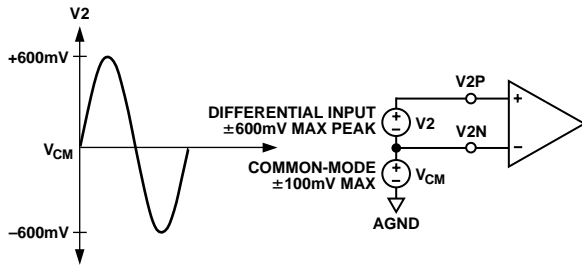 V2
+600mV
V2P
+
DIFFERENTIAL INPUT
±600mV MAX PEAK
+
−
V2
V2N
−
VCM
COMMON-MODE
±100mV MAX
+
−
VCM
AGND
−600mV